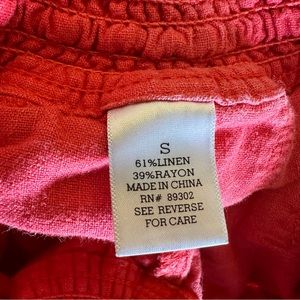 S
61%LINEN
39%RAYON
MADE IN CHINA
RN# 89302
SEE REVERSE
FOR CARE